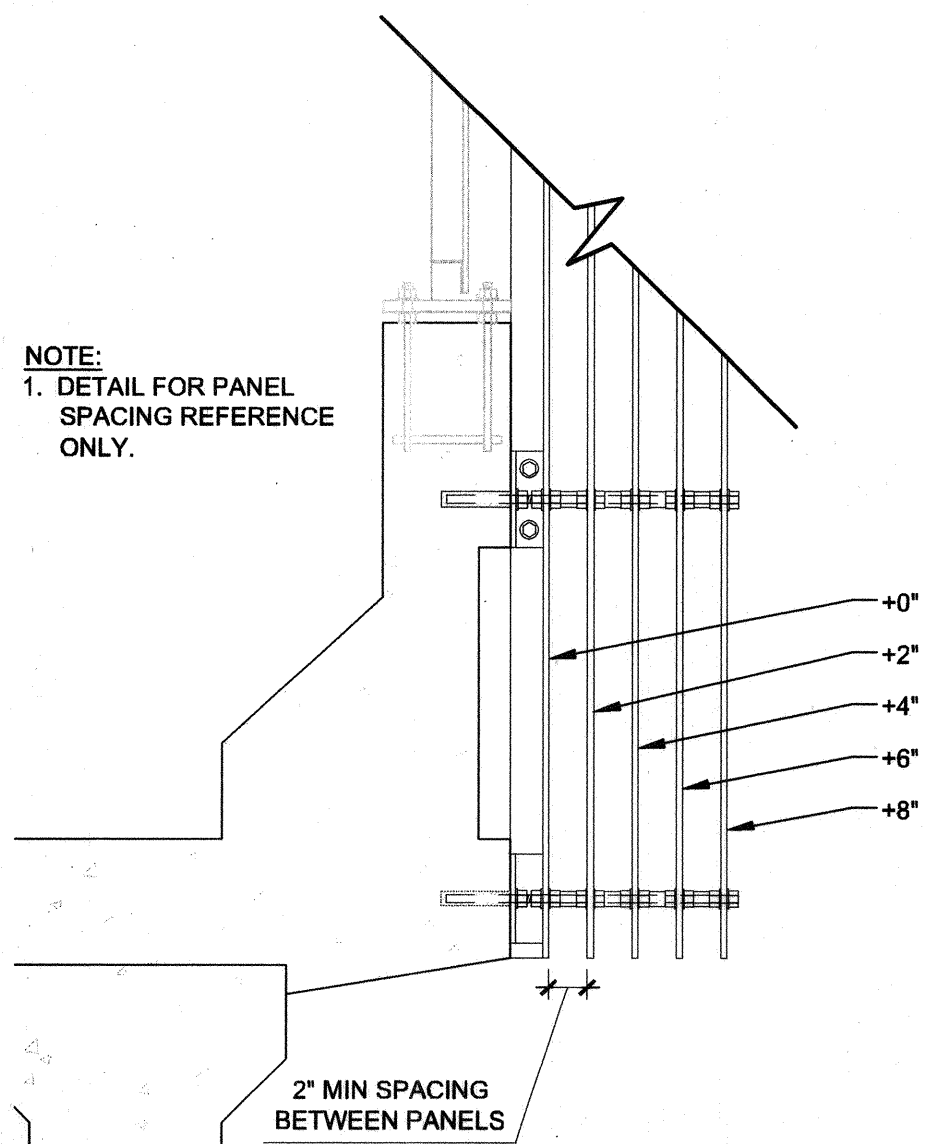 NOTE:
1. DETAIL FOR PANEL
SPACING REFERENCE
ONLY.
+0"
+2"
+4"
+6"
+8"
2" MIN SPACING
BETWEEN PANELS